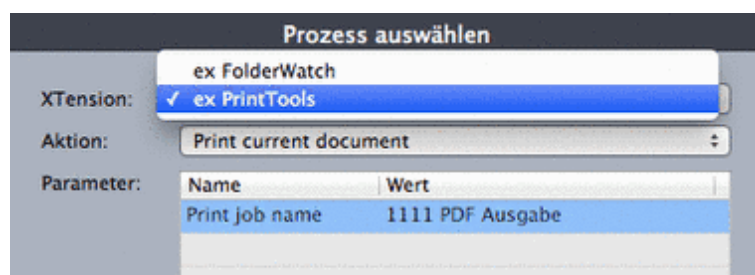 Prozess auswählen
ex FolderWatch
XTension: ✓ ex PrintTools
Aktion: Print current document
Parameter: Name Wert
Print job name 1111 PDF Ausgabe